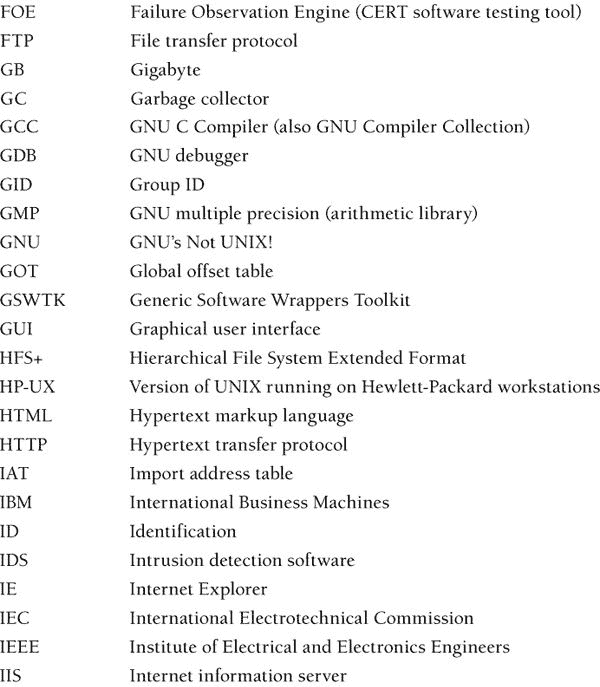 FOE Failure Observation Engine (CERT software testing tool)
FTP File transfer protocol
GB Gigabyte
GC Garbage collector
GCC GNU C Compiler (also GNU Compiler Collection)
GDB GNU debugger
GID Group ID
GMP GNU multiple precision (arithmetic library)
GNU GNU's Not UNIX!
GOT Global offset table
GSWTK Generic Software Wrappers Toolkit
GUI Graphical user interface
HFS+ Hierarchical File System Extended Format
HP-UX Version of UNIX running on Hewlett-Packard workstations
HTML Hypertext markup language
HTTP Hypertext transfer protocol
IAT Import address table
IBM International Business Machines
ID Identification
IDS Intrusion detection software
IE Internet Explorer
IEC International Electrotechnical Commission
IEEE Institute of Electrical and Electronics Engineers
IIS Internet information server